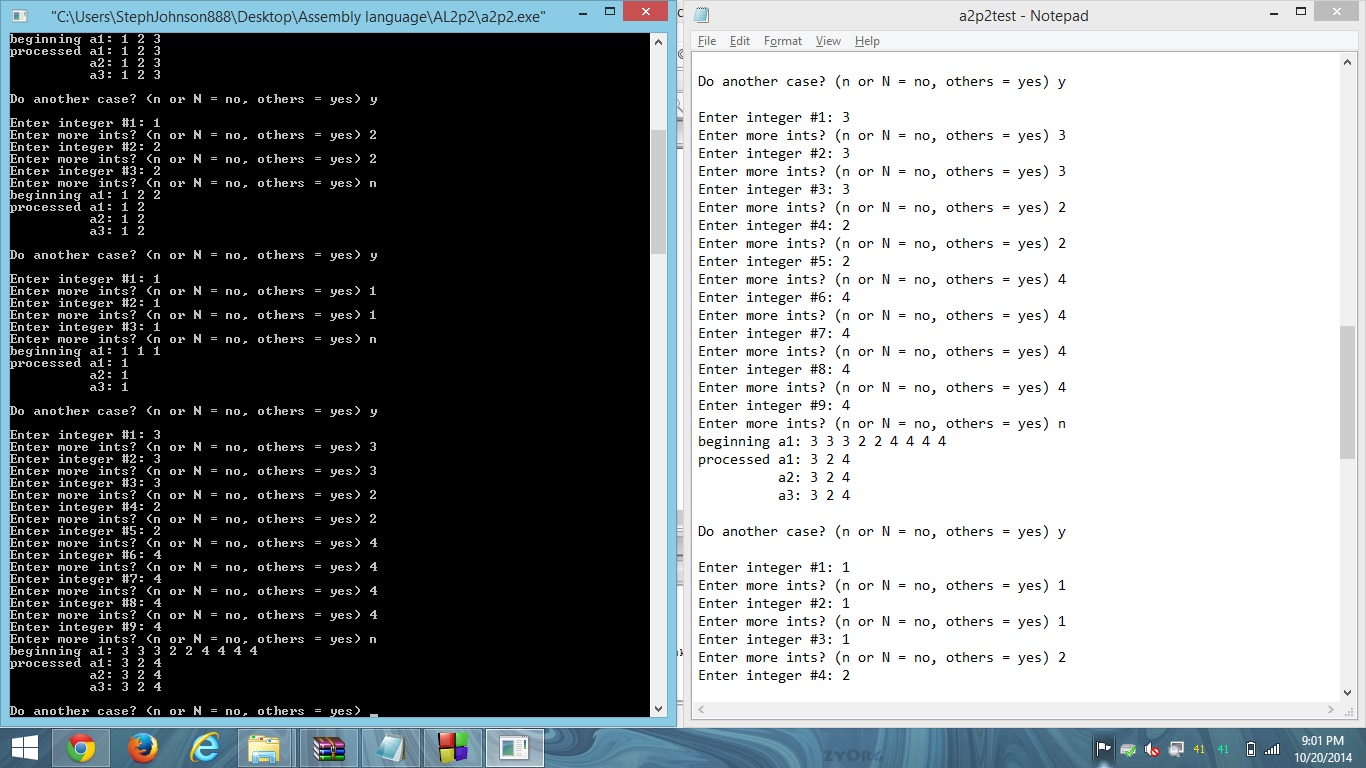 "C:\Users\StephJohnson888\Desktop\Assembly language\AL2p2\a2p2.exe"
beginning a1: 1 2 3
processed a1: 1 2 3
a2: 1 2 3
a3: 1 2 3
Do another case? (n or N = no, others = yes) y
Enter integer #1: 1
Enter more ints? (n or N = no, others = yes) 2
Enter integer #2: 2
Enter more ints? (n or N = no, others = yes) 2
Enter integer #3: 2
Enter more ints? (n or N = no, others = yes) n
beginning a1: 1 2 2
processed a1: 1 2
a2: 1 2
a3: 1 2
Do another case? (n or N = no, others = yes) y
Enter integer #1: 1
Enter more ints? (n or N = no, others = yes) 1
Enter integer #2: 1
Enter more ints? (n or N = no, others = yes) 1
Enter integer #3: 1
Enter more ints? (n or N = no, others = yes) n
beginning a1: 1 1 1
processed a1: 1
a2: 1
a3: 1
Do another case? (n or N = no, others = yes) y
Enter integer #1: 3
Enter more ints? (n or N = no, others = yes) 3
Enter integer #2: 3
Enter more ints? (n or N = no, others = yes) 3
Enter integer #3: 3
Enter more ints? (n or N = no, others = yes) 2
Enter integer #4: 2
Enter more ints? (n or N = no, others = yes) 2
Enter integer #5: 2
Enter more ints? (n or N = no, others = yes) 4
Enter integer #6: 4
Enter more ints? (n or N = no, others = yes) 4
Enter integer #7: 4
Enter more ints? (n or N = no, others = yes) 4
Enter integer #8: 4
Enter more ints? (n or N = no, others = yes) 4
Enter integer #9: 4
Enter more ints? (n or N = no, others = yes) n
beginning a1: 3 3 3 2 2 4 4 4 4
processed a1: 3 2 4
a2: 3 2 4
a3: 3 2 4
Do another case? (n or N = no, others = yes) _
a2p2test - Notepad
File Edit Format View Help
Do another case? (n or N = no, others = yes) y
Enter integer #1: 3
Enter more ints? (n or N = no, others = yes) 3
Enter integer #2: 3
Enter more ints? (n or N = no, others = yes) 3
Enter integer #3: 3
Enter more ints? (n or N = no, others = yes) 2
Enter integer #4: 2
Enter more ints? (n or N = no, others = yes) 2
Enter integer #5: 2
Enter more ints? (n or N = no, others = yes) 4
Enter integer #6: 4
Enter more ints? (n or N = no, others = yes) 4
Enter integer #7: 4
Enter more ints? (n or N = no, others = yes) 4
Enter integer #8: 4
Enter more ints? (n or N = no, others = yes) 4
Enter integer #9: 4
Enter more ints? (n or N = no, others = yes) n
beginning a1: 3 3 3 2 2 4 4 4 4
processed a1: 3 2 4
a2: 3 2 4
a3: 3 2 4
Do another case? (n or N = no, others = yes) y
Enter integer #1: 1
Enter more ints? (n or N = no, others = yes) 1
Enter integer #2: 1
Enter more ints? (n or N = no, others = yes) 1
Enter integer #3: 1
Enter more ints? (n or N = no, others = yes) 2
Enter integer #4: 2
ZYORG
41 41
9:01 PM
10/20/2014